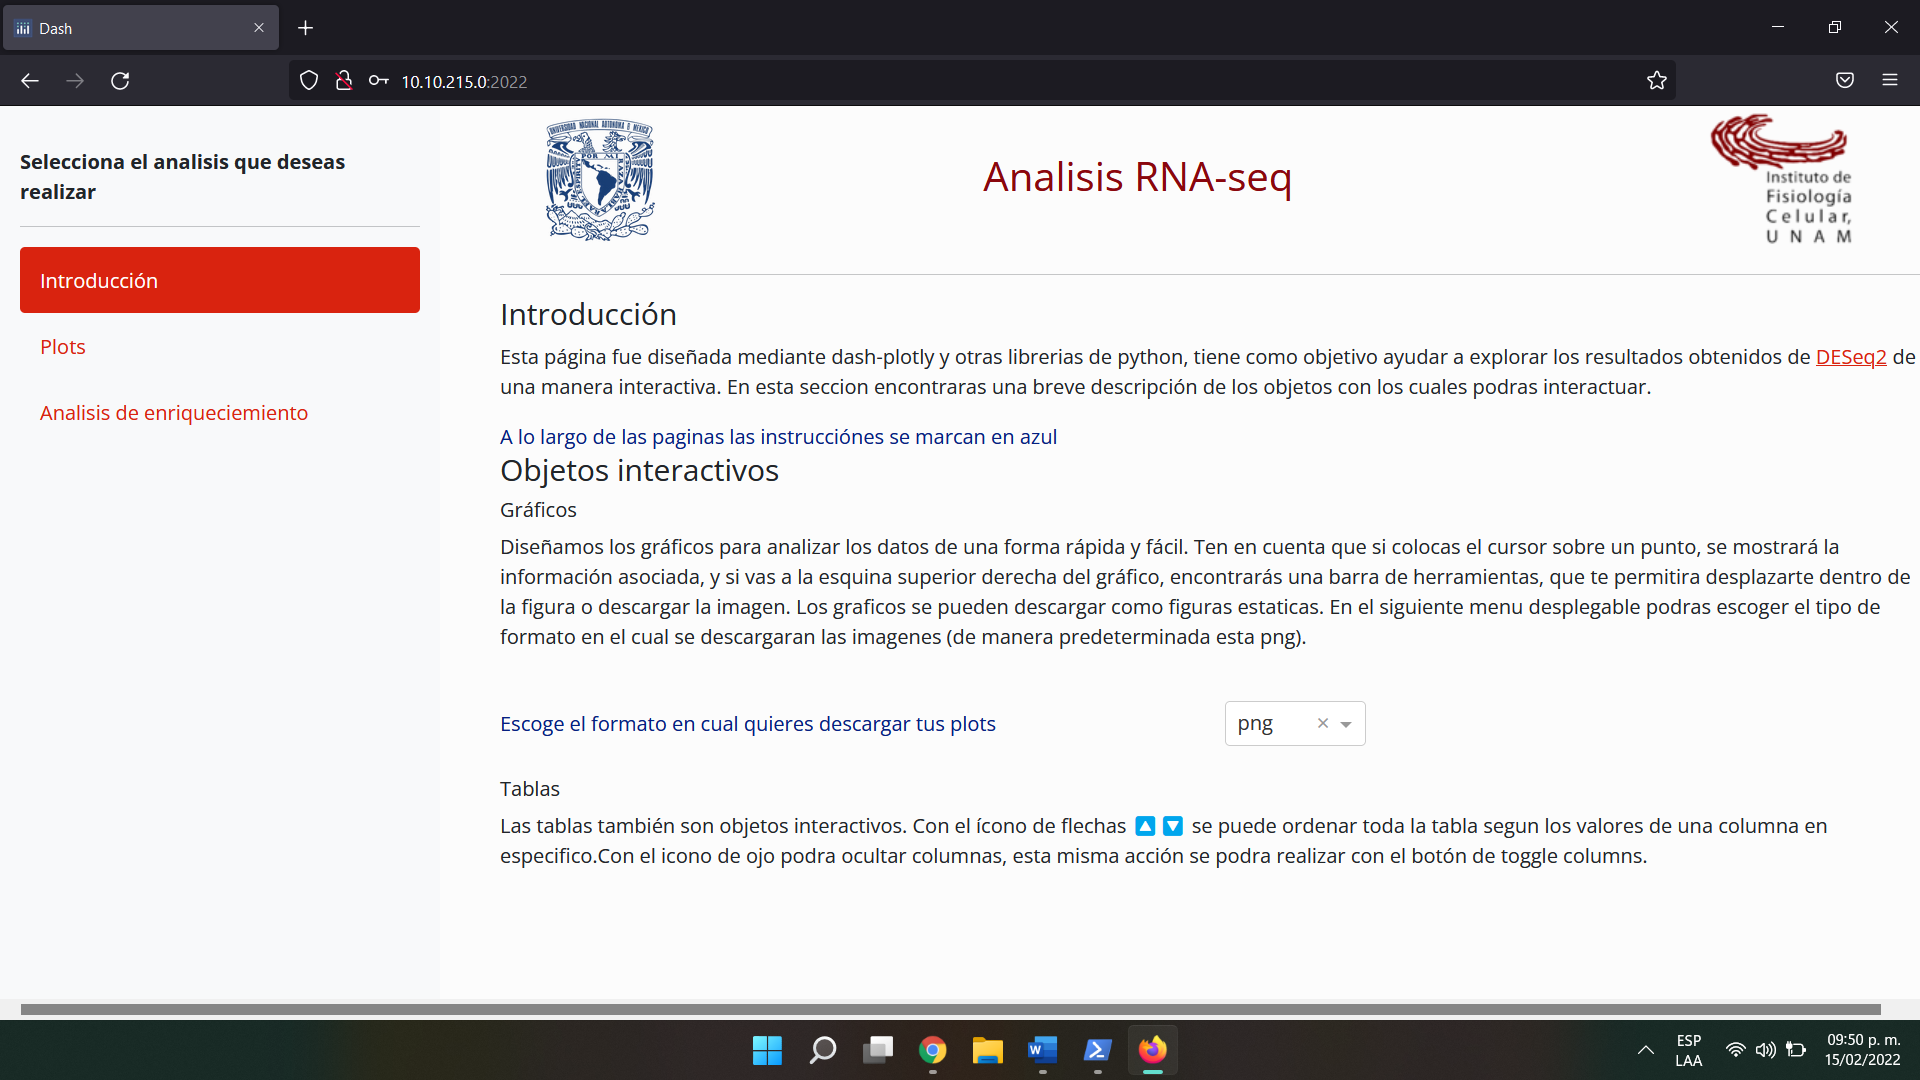 Dash
10.10.215.0:2022
UNIVERSIDAD NACIONAL AUTONOMA
POR MI
Analisis RNA-seq
Instituto de
Fisiología
Celular,
UNAM
Selecciona el analisis que deseas
realizar
Introducción
Plots
Analisis de enriqueciemiento
Introducción
Esta página fue diseñada mediante dash-plotly y otras librerias de python, tiene como objetivo ayudar a explorar los resultados obtenidos de DESeq2 de
una manera interactiva. En esta seccion encontraras una breve descripción de los objetos con los cuales podras interactuar.
A lo largo de las paginas las instrucciónes se marcan en azul
Objetos interactivos
Gráficos
Diseñamos los gráficos para analizar los datos de una forma rápida y fácil. Ten en cuenta que si colocas el cursor sobre un punto, se mostrará la
información asociada, y si vas a la esquina superior derecha del gráfico, encontrarás una barra de herramientas, que te permitira desplazarte dentro de
la figura o descargar la imagen. Los graficos se pueden descargar como figuras estaticas. En el siguiente menu desplegable podras escoger el tipo de
formato en el cual se descargaran las imagenes (de manera predeterminada esta png).
Escoge el formato en cual quieres descargar tus plots
png
Tablas
Las tablas también son objetos interactivos. Con el ícono de flechas 🔼 🔽 se puede ordenar toda la tabla segun los valores de una columna en
especifico.Con el icono de ojo podra ocultar columnas, esta misma acción se podra realizar con el botón de toggle columns.
W
ESP
LAA
09:50 p. m.
15/02/2022